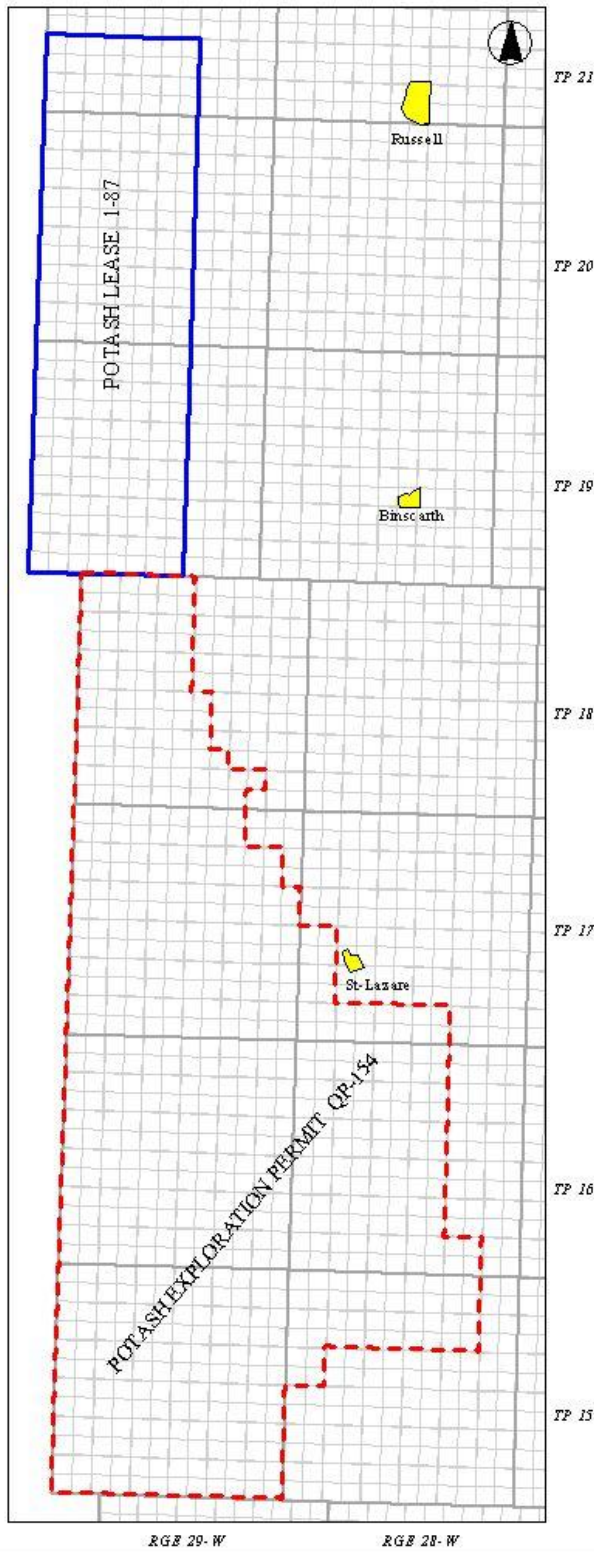 TP 21
Russell
POTASH LEASE 1-87
TP 20
TP 19
Binscarth
TP 18
TP 17
St-Lazare
POTASH EXPLORATION PERMIT QP-154
TP 16
TP 15
RGE 29-W
RGE 28-W